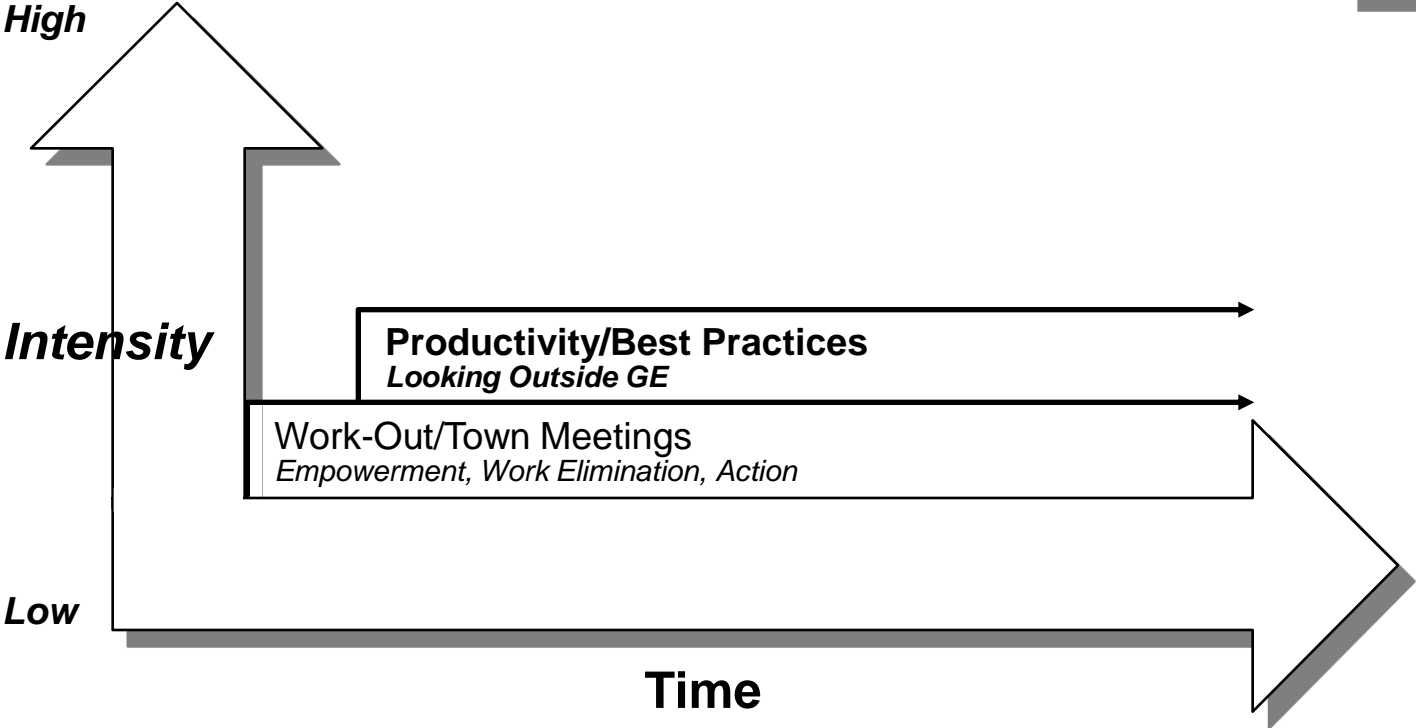 High
Intensity
Productivity/Best Practices
Looking Outside GE
Work-Out/Town Meetings
Empowerment, Work Elimination, Action
Low
Time